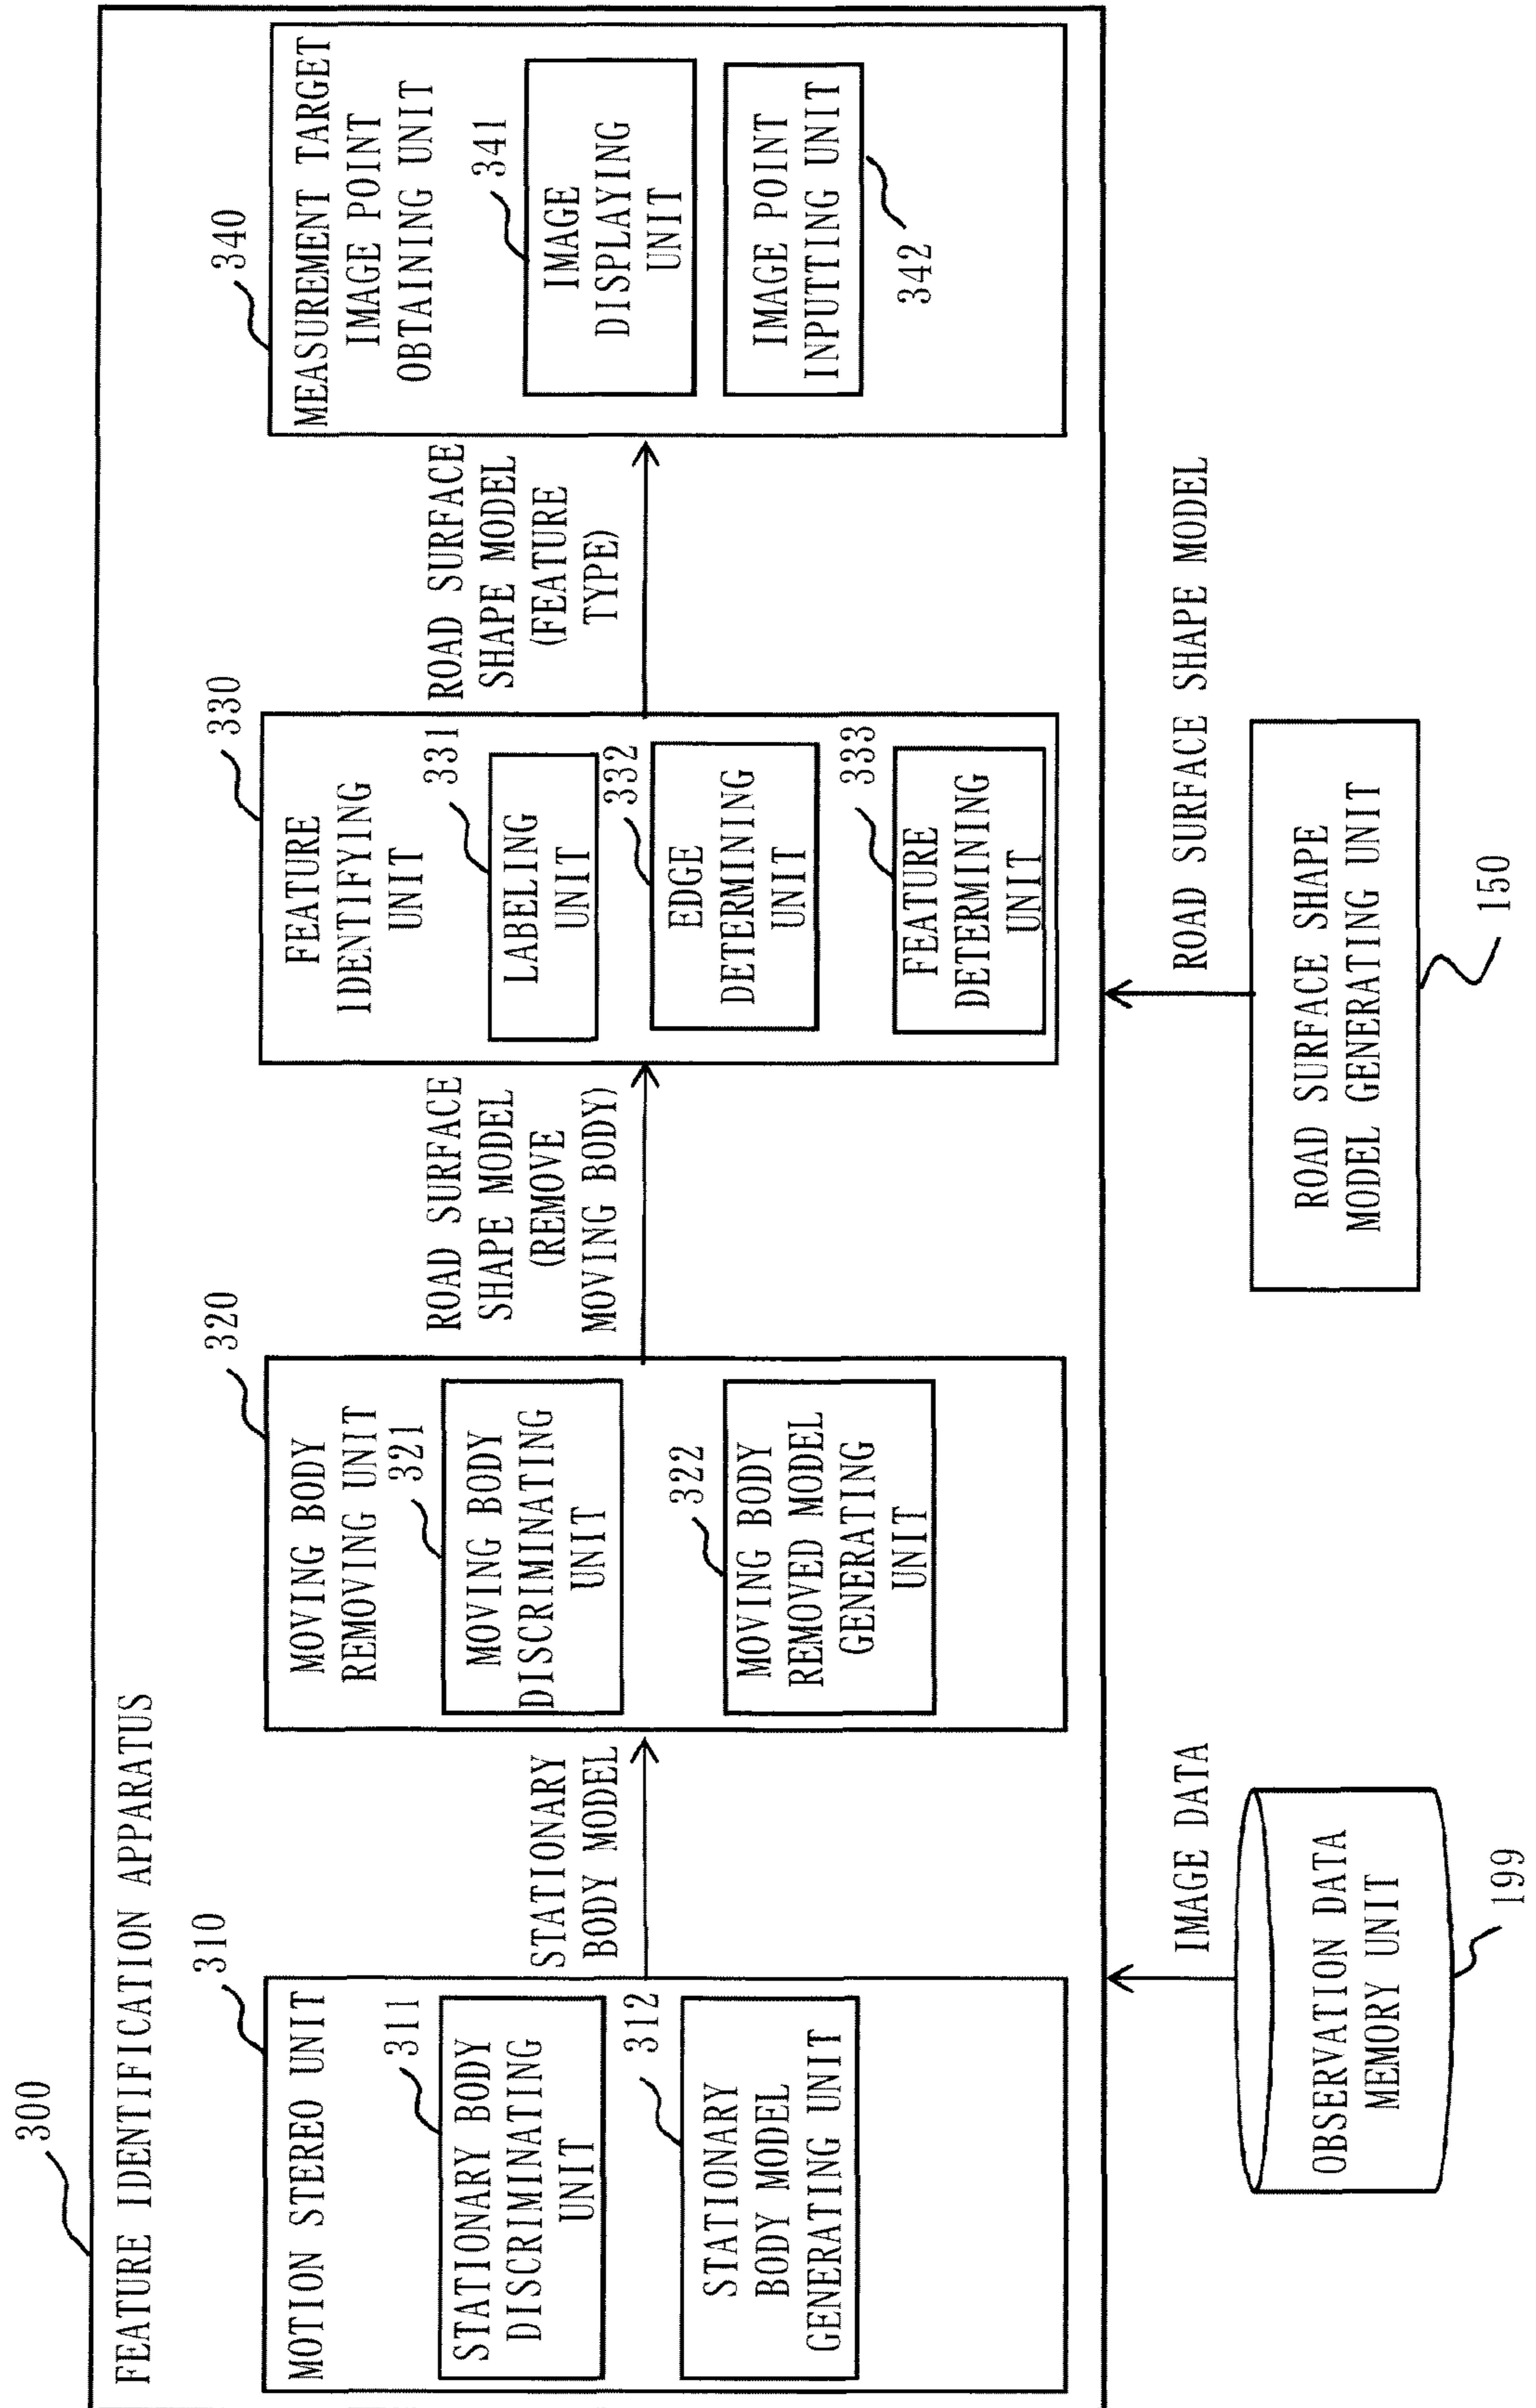 300
FEATURE IDENTIFICATION APPARATUS
310
MOTION STEREO UNIT
311
STATIONARY BODY
DISCRIMINATING
UNIT
312
STATIONARY
BODY MODEL
GENERATING UNIT
STATIONARY
BODY MODEL
320
MOVING BODY
REMOVING UNIT
321
MOVING BODY
DISCRIMINATING
UNIT
322
MOVING BODY
REMOVED MODEL
GENERATING
UNIT
ROAD SURFACE
SHAPE MODEL
(REMOVE
MOVING BODY)
330
FEATURE
IDENTIFYING
UNIT
331
LABELING
UNIT
332
EDGE
DETERMINING
UNIT
333
FEATURE
DETERMINING
UNIT
ROAD SURFACE
SHAPE MODEL
(FEATURE
TYPE)
340
MEASUREMENT TARGET
IMAGE POINT
OBTAINING UNIT
341
IMAGE
DISPLAYING
UNIT
IMAGE POINT
INPUTING UNIT
342
IMAGE DATA
OBSERVATION DATA
MEMORY UNIT
199
ROAD SURFACE SHAPE MODEL
ROAD SURFACE SHAPE
MODEL GENERATING UNIT
150